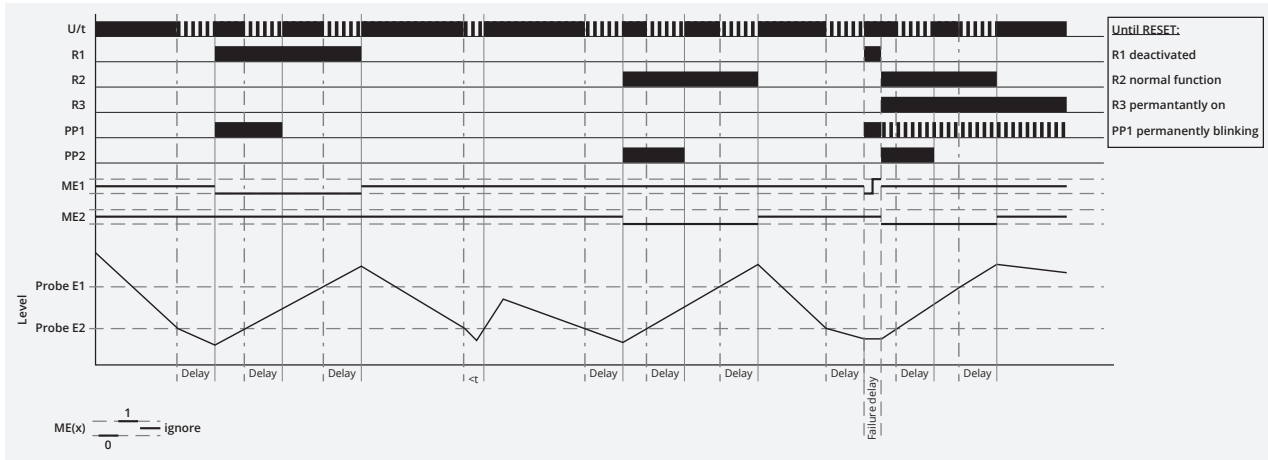 U/t
R1
R2
R3
PP1
PP2
ME1
ME2
Level
Probe E1
Probe E2
Delay
Delay
Delay
<t
Delay
Delay
Delay
Delay
Failure delay
Delay
Delay
ME(x)
1
0
ignore
Until RESET:
R1 deactivated
R2 normal function
R3 permantantly on
PP1 permanently blinking